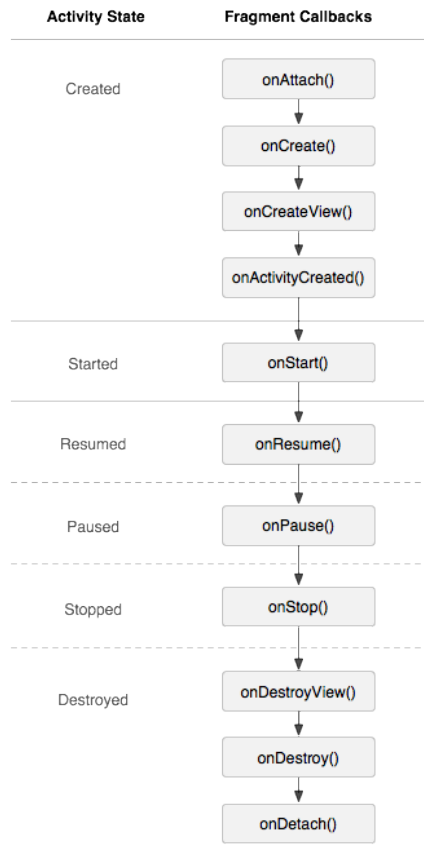 Activity State Fragment Callbacks
Created
onAttach()
onCreate()
onCreateView()
onActivityCreated()
Started
onStart()
Resumed
onResume()
Paused
onPause()
Stopped
onStop()
Destroyed
onDestroyView()
onDestroy()
onDetach()